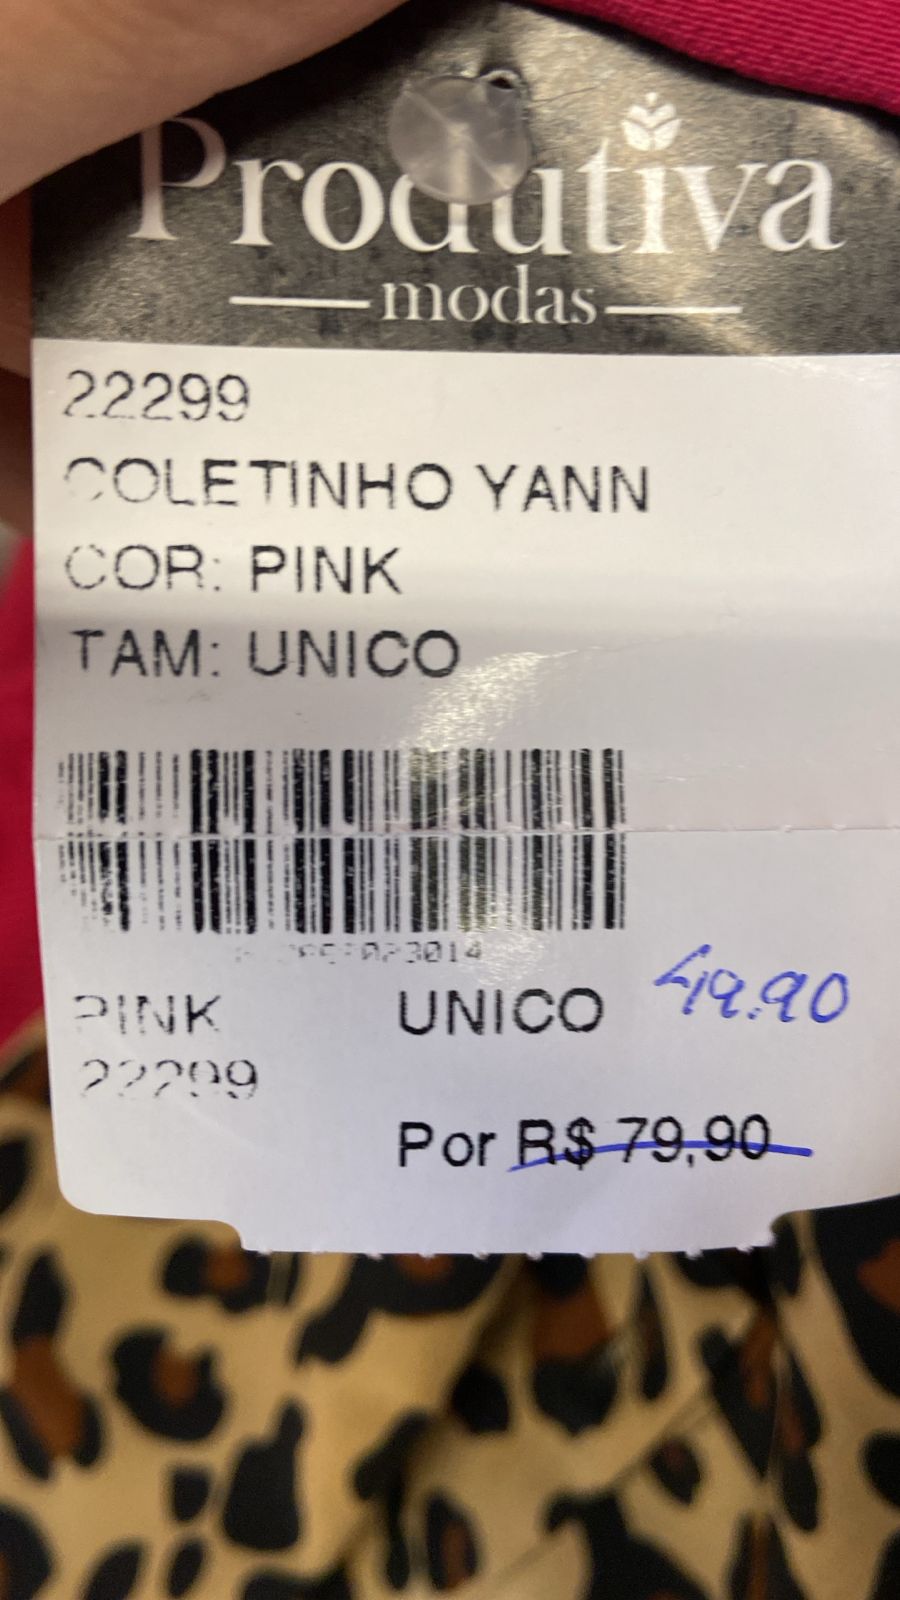 Produtiva
modas
22299
COLETINHO YANN
COR: PINK
TAM: UNICO
PINK UNICO 49.90
22299
Por R$ 79,90